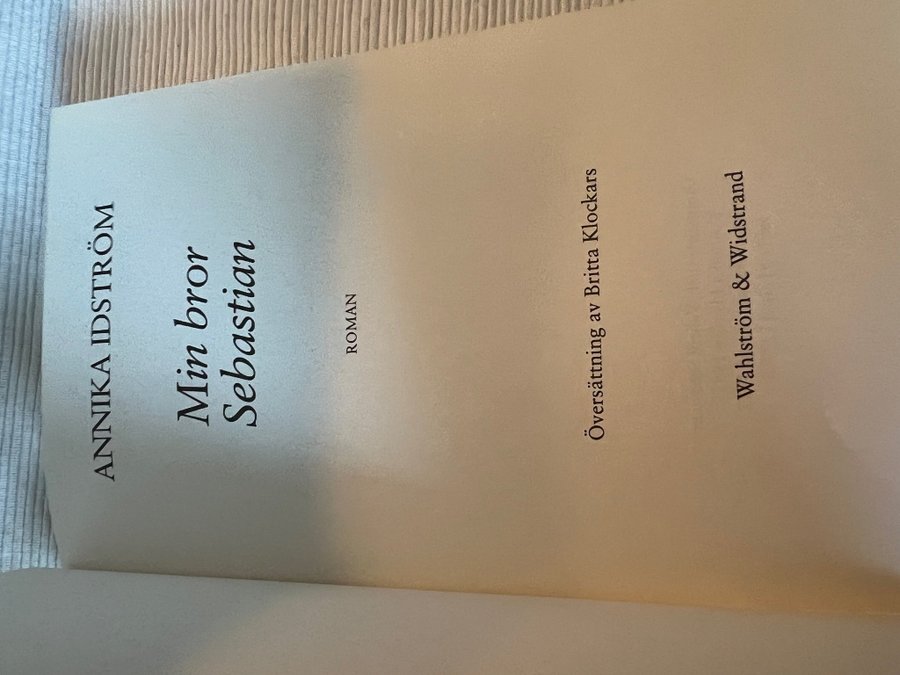 ANNIKA IDSTRÖM
Min bror
Sebastian
ROMAN
Översättning av Britta Klockars
Wahlström & Widstrand